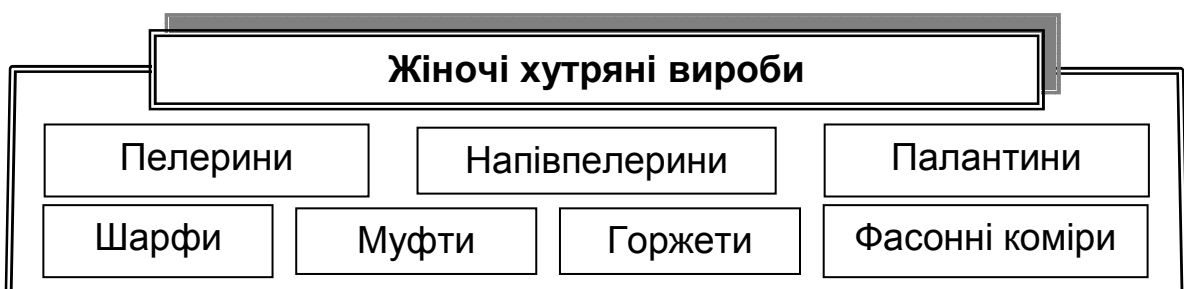 Жіночі хутряні вироби
Пелерини Напівпелерини Палантини
Шарфи Муфти Горжети Фасонні коміри